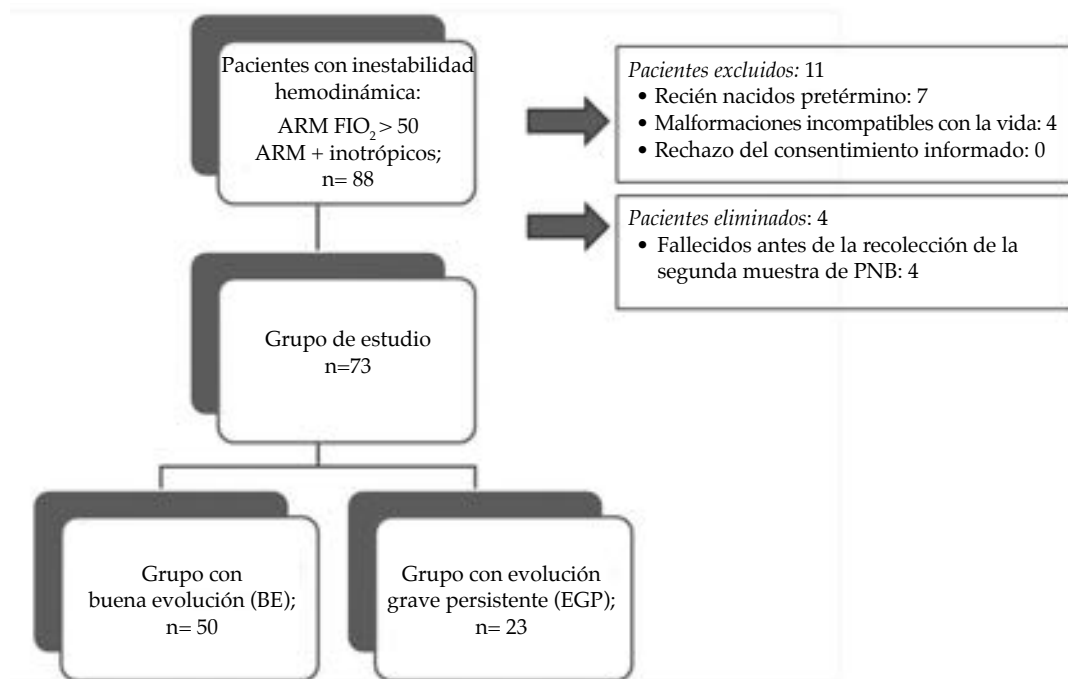 Pacientes con inestabilidad
hemodinámica:
ARM FIO₂ > 50
ARM + inotrópicos;
n= 88
Pacientes excluidos: 11
• Recién nacidos pretérmino: 7
• Malformaciones incompatibles con la vida: 4
• Rechazo del consentimiento informado: 0
Pacientes eliminados: 4
• Fallecidos antes de la recolección de la
segunda muestra de PNB: 4
Grupo de estudio
n=73
Grupo con
buena evolución (BE);
n= 50
Grupo con evolución
grave persistente (EGP);
n= 23